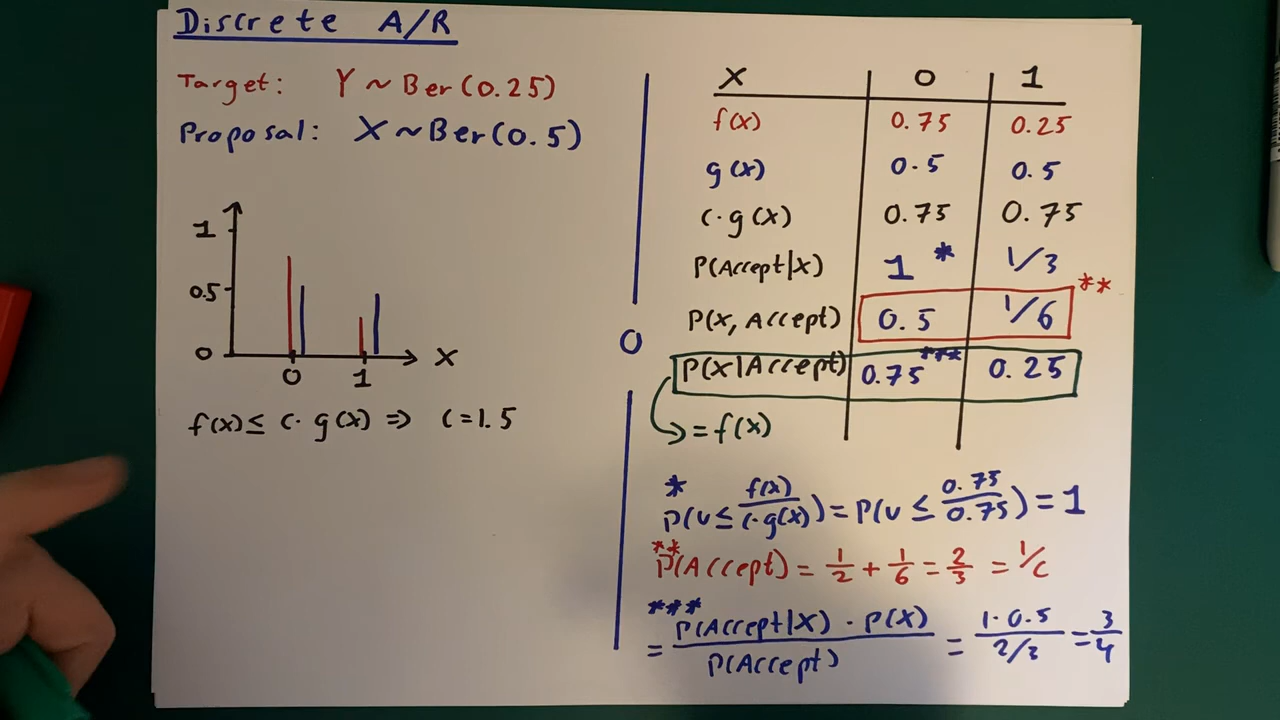 Discrete A/R
Target: Y ~ Ber(0.25)
Proposal: X ~ Ber(0.5)
1
0.5
0
0 1 X
f(x) ≤ c · g(x) ⇒ c = 1.5
0
X 0 1
f(x) 0.75 0.25
g(x) 0.5 0.5
c · g(x) 0.75 0.75
P(Accept|X) 1 * 1/3
P(X, Accept) 0.5 1/6 **
P(X|Accept) 0.75 *** 0.25
= f(x)
*
P(U ≤ f(x)/(c · g(x))) = P(U ≤ 0.75/0.75) = 1
** P(Accept) = 1/2 + 1/6 = 2/3 = 1/c
***
= P(Accept|X) · P(X) / P(Accept) = 1 · 0.5 / 2/3 = 3/4